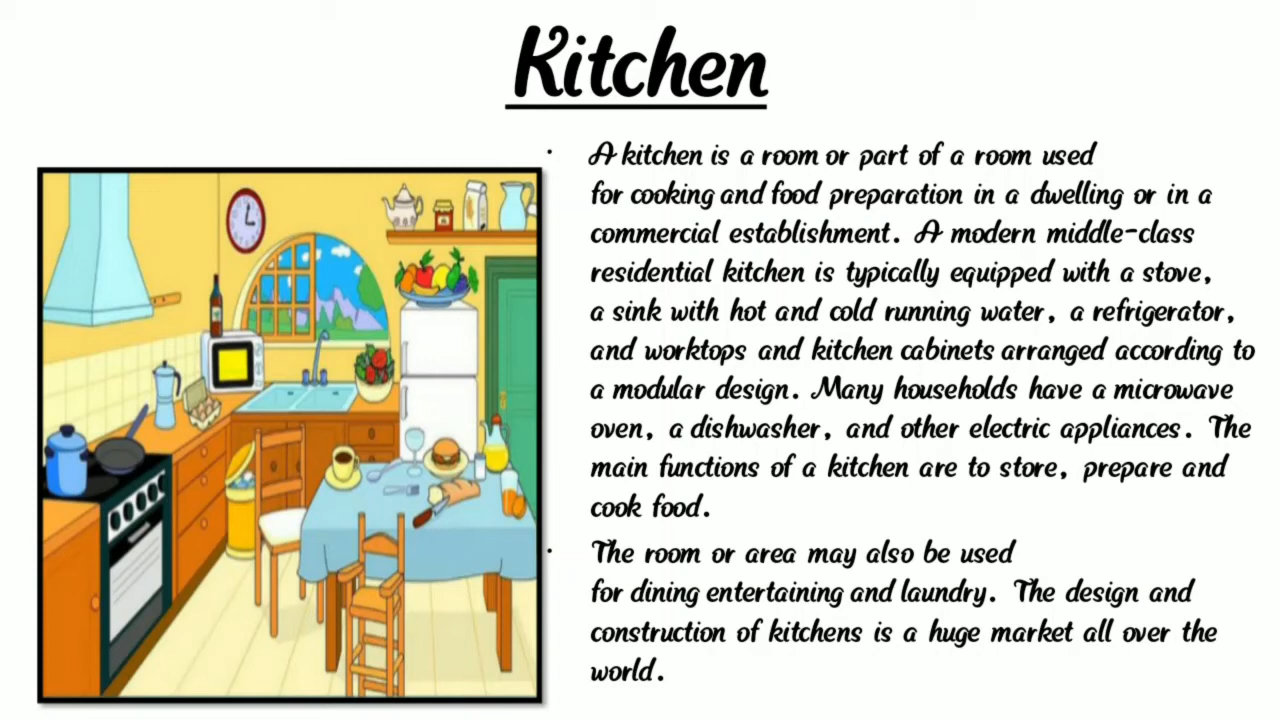 Kitchen
• A kitchen is a room or part of a room used
for cooking and food preparation in a dwelling or in a
commercial establishment. A modern middle-class
residential kitchen is typically equipped with a stove,
a sink with hot and cold running water, a refrigerator,
and worktops and kitchen cabinets arranged according to
a modular design. Many households have a microwave
oven, a dishwasher, and other electric appliances. The
main functions of a kitchen are to store, prepare and
cook food.
• The room or area may also be used
for dining entertaining and laundry. The design and
construction of kitchens is a huge market all over the
world.